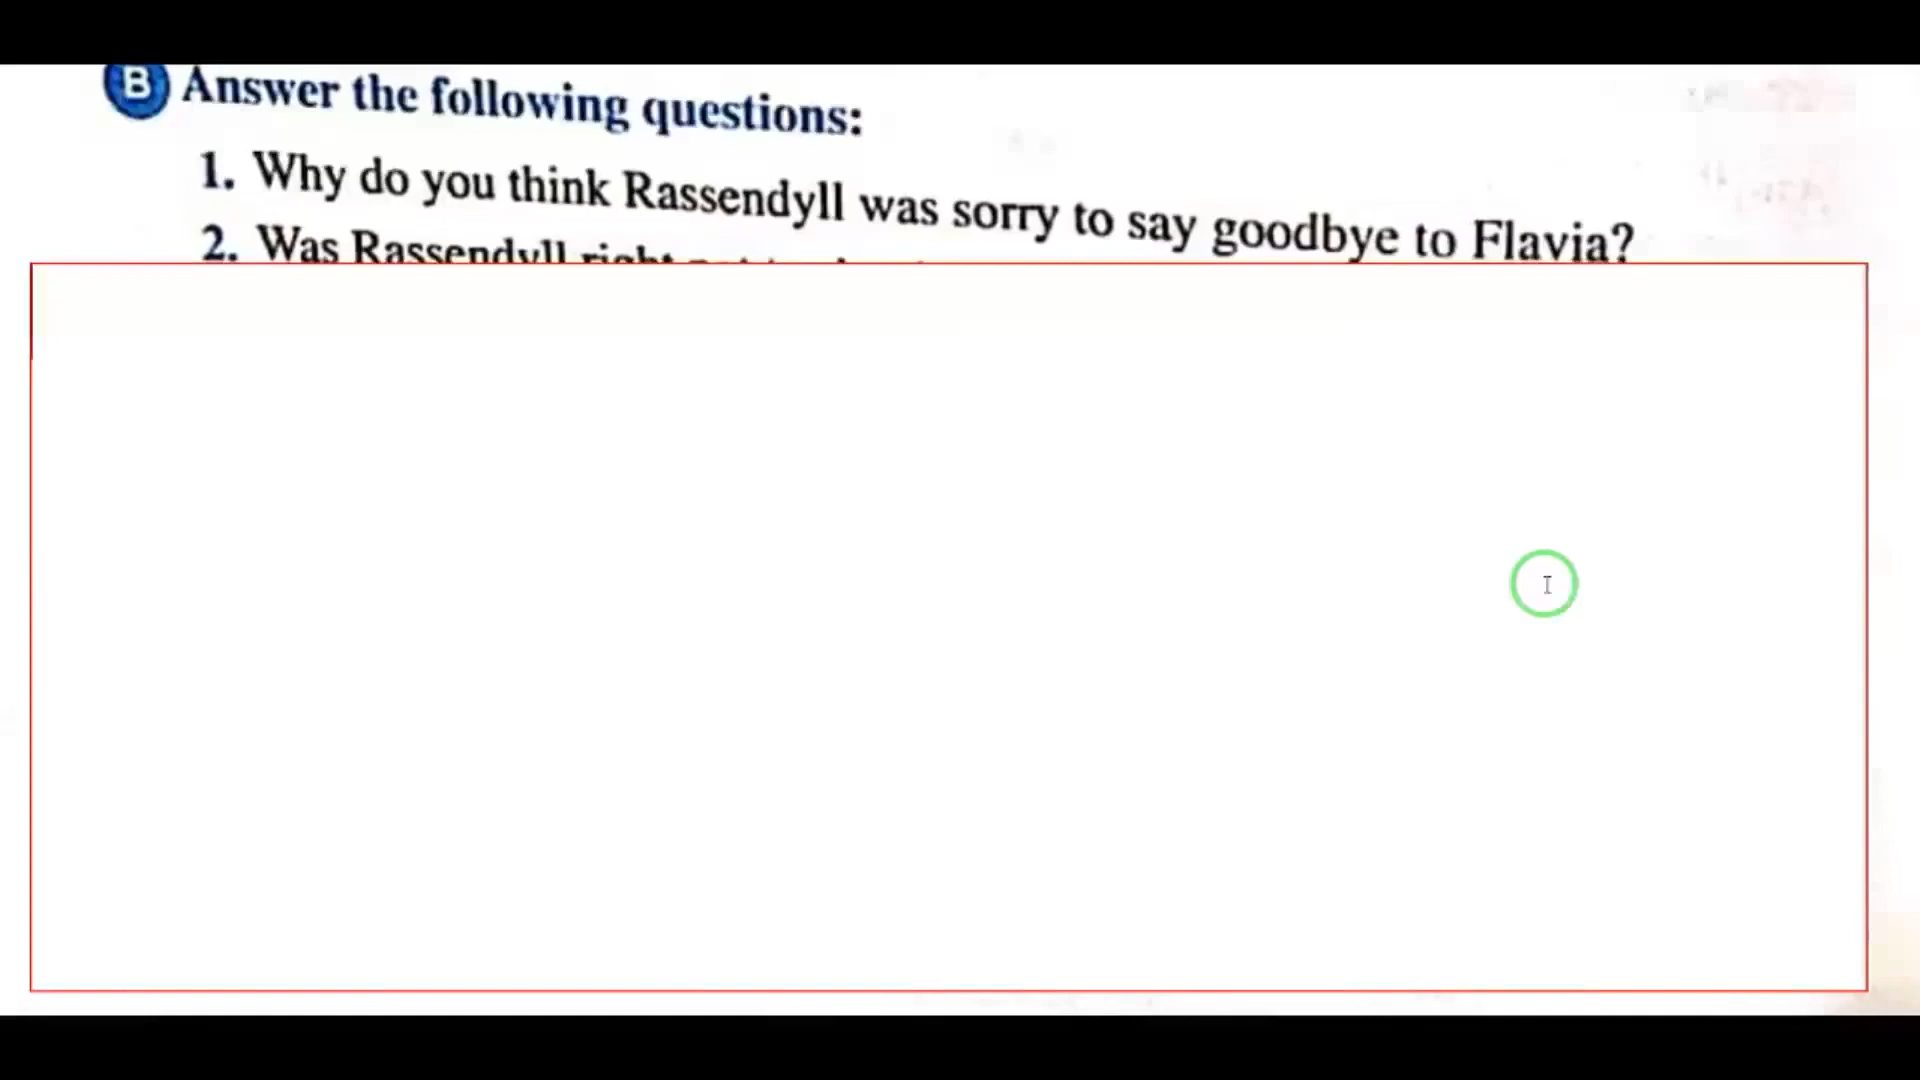 B Answer the following questions:
1. Why do you think Rassendyll was sorry to say goodbye to Flavia?
2. Was Rassendyll right